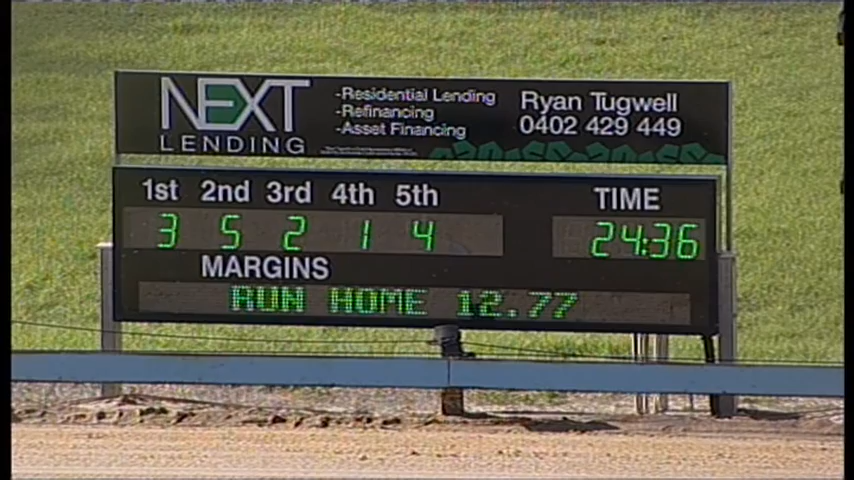 NEXT
LENDING
-Residential Lending
-Refinancing
-Asset Financing
Ryan Tugwell
0402 429 449
1st 2nd 3rd 4th 5th TIME
3 5 2 1 4 24:36
MARGINS
RUN HOME 12.77